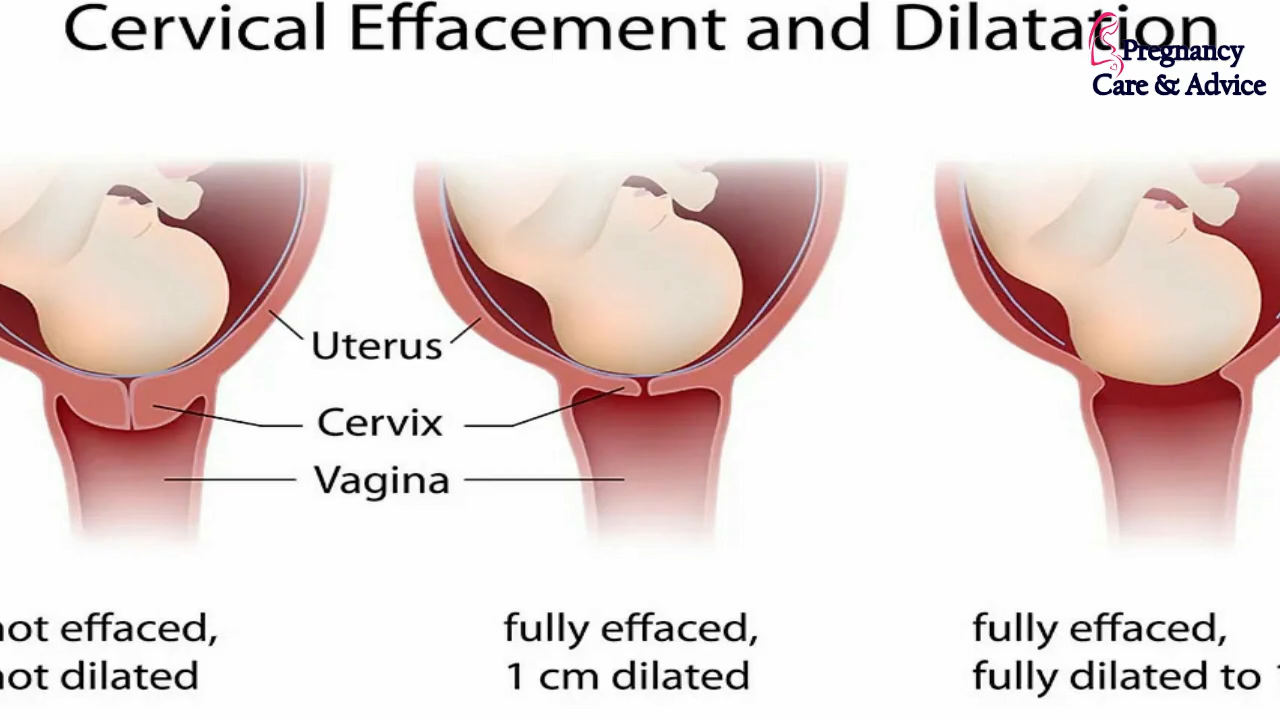 Cervical Effacement and Dilatation
Pregnancy
Care & Advice
Uterus
Cervix
Vagina
not effaced,
not dilated
fully effaced,
1 cm dilated
fully effaced,
fully dilated to